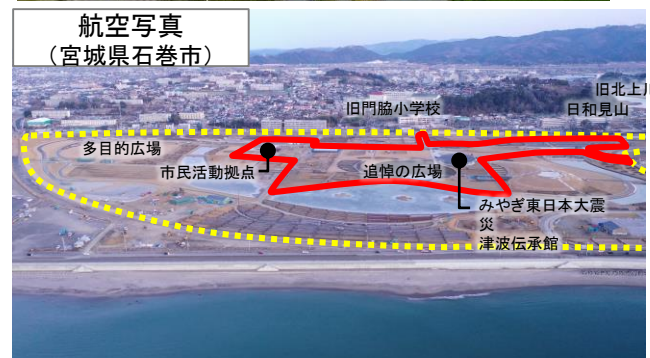 航空写真
（宮城県石巻市）
旧北上川
旧門脇小学校
日和見山
多目的広場
市民活動拠点
追悼の広場
みやぎ東日本大震
災
津波伝承館